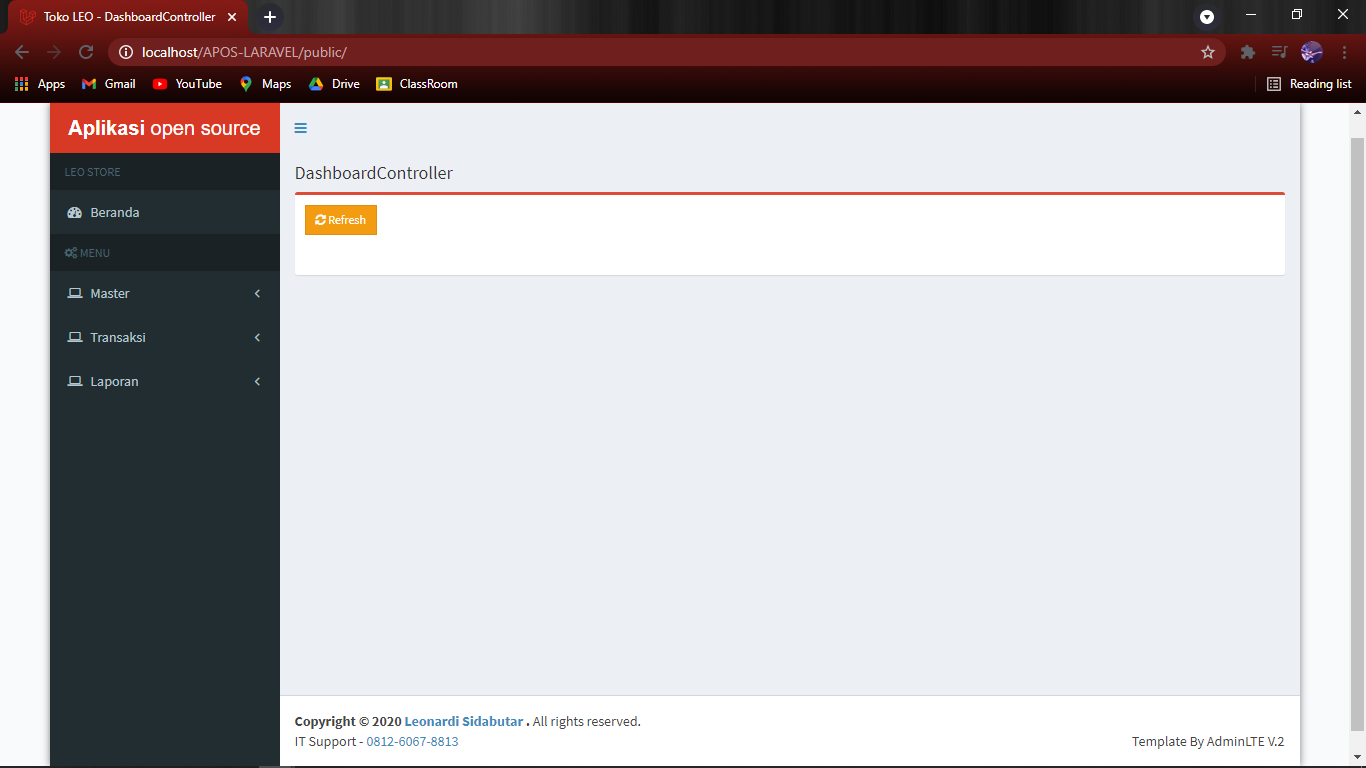 Toko LEO - DashboardController
localhost/APOS-LARAVEL/public/
Apps Gmail YouTube Maps Drive ClassRoom Reading list
Aplikasi open source
LEO STORE
DashboardController
Beranda
Refresh
MENU
Master
Transaksi
Laporan
Copyright © 2020 Leonardi Sidabutar . All rights reserved.
IT Support - 0812-6067-8813 Template By AdminLTE V.2